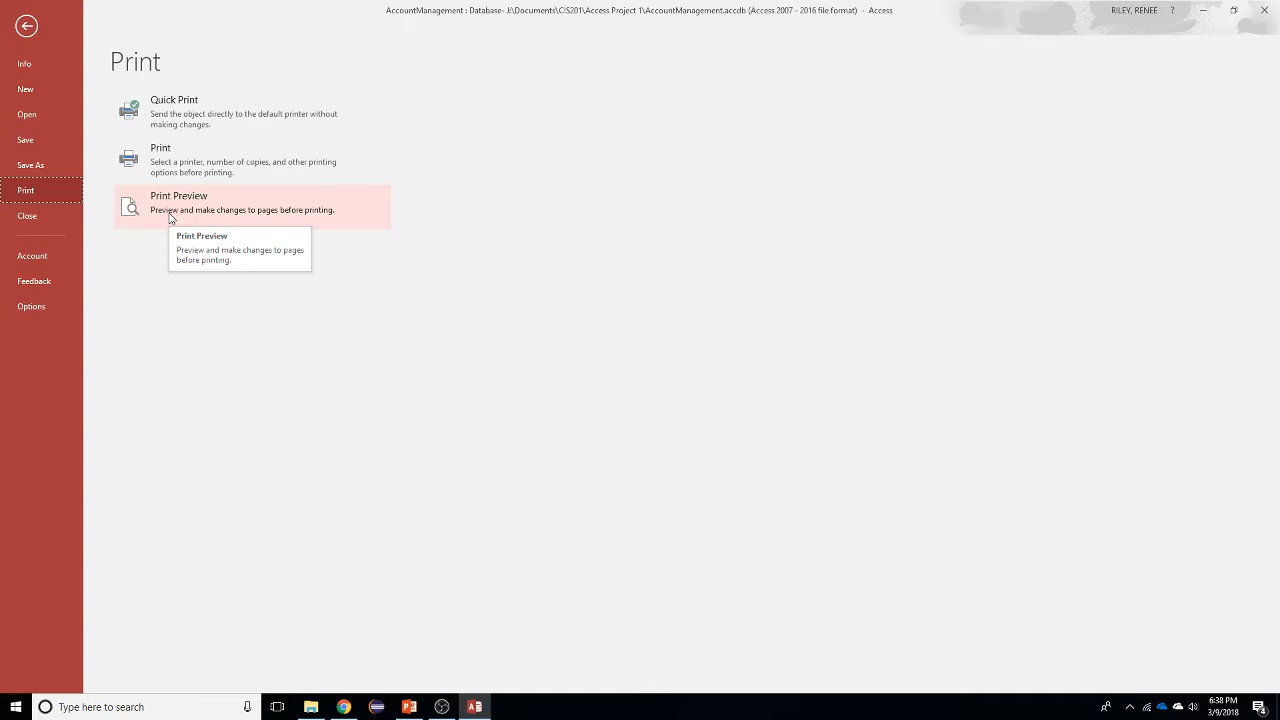 AccountManagement : Database- J:\Documents\CIS201\Access Project 1\AccountManagement.accdb (Access 2007 - 2016 file format)  -  Access
RILEY, RENEE
?
Info
New
Open
Save
Save As
Print
Close
Account
Feedback
Options
Print
Quick Print
Send the object directly to the default printer without
making changes.
Print
Select a printer, number of copies, and other printing
options before printing.
Print Preview
Preview and make changes to pages before printing.
Print Preview
Preview and make changes to pages
before printing.
Type here to search
6:38 PM
3/9/2018